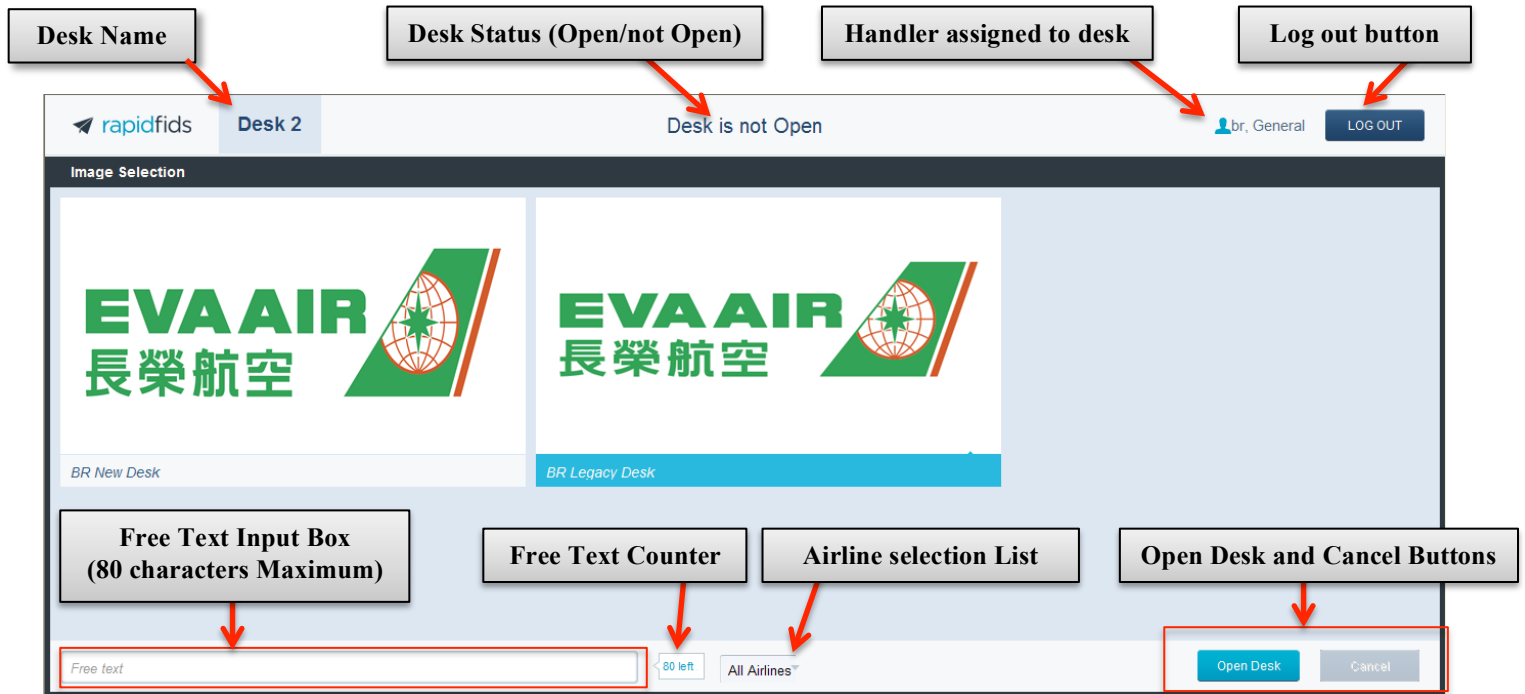 Desk Name
Desk Status (Open/not Open)
Handler assigned to desk
Log out button
rapidfids
Desk 2
Desk is not Open
br, General
LOG OUT
Image Selection
EVA AIR
長榮航空
EVA AIR
長榮航空
BR New Desk
BR Legacy Desk
Free Text Input Box
(80 characters Maximum)
Free Text Counter
Airline selection List
Open Desk and Cancel Buttons
Free text
80 left
All Airlines
Open Desk
Cancel